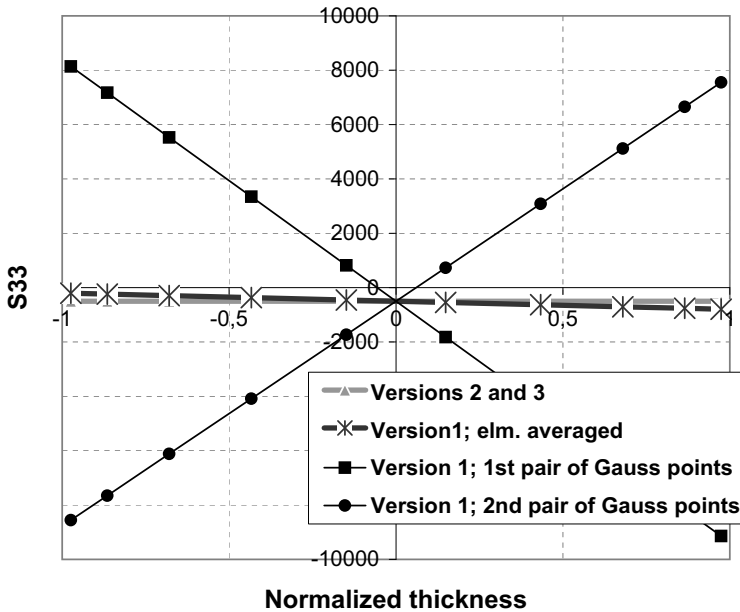 10000
8000
6000
4000
2000
0
-1
-0,5
0
0,5
1
-2000
-10000
S33
Versions 2 and 3
Version1; elm. averaged
Version 1; 1st pair of Gauss points
Version 1; 2nd pair of Gauss points
Normalized thickness